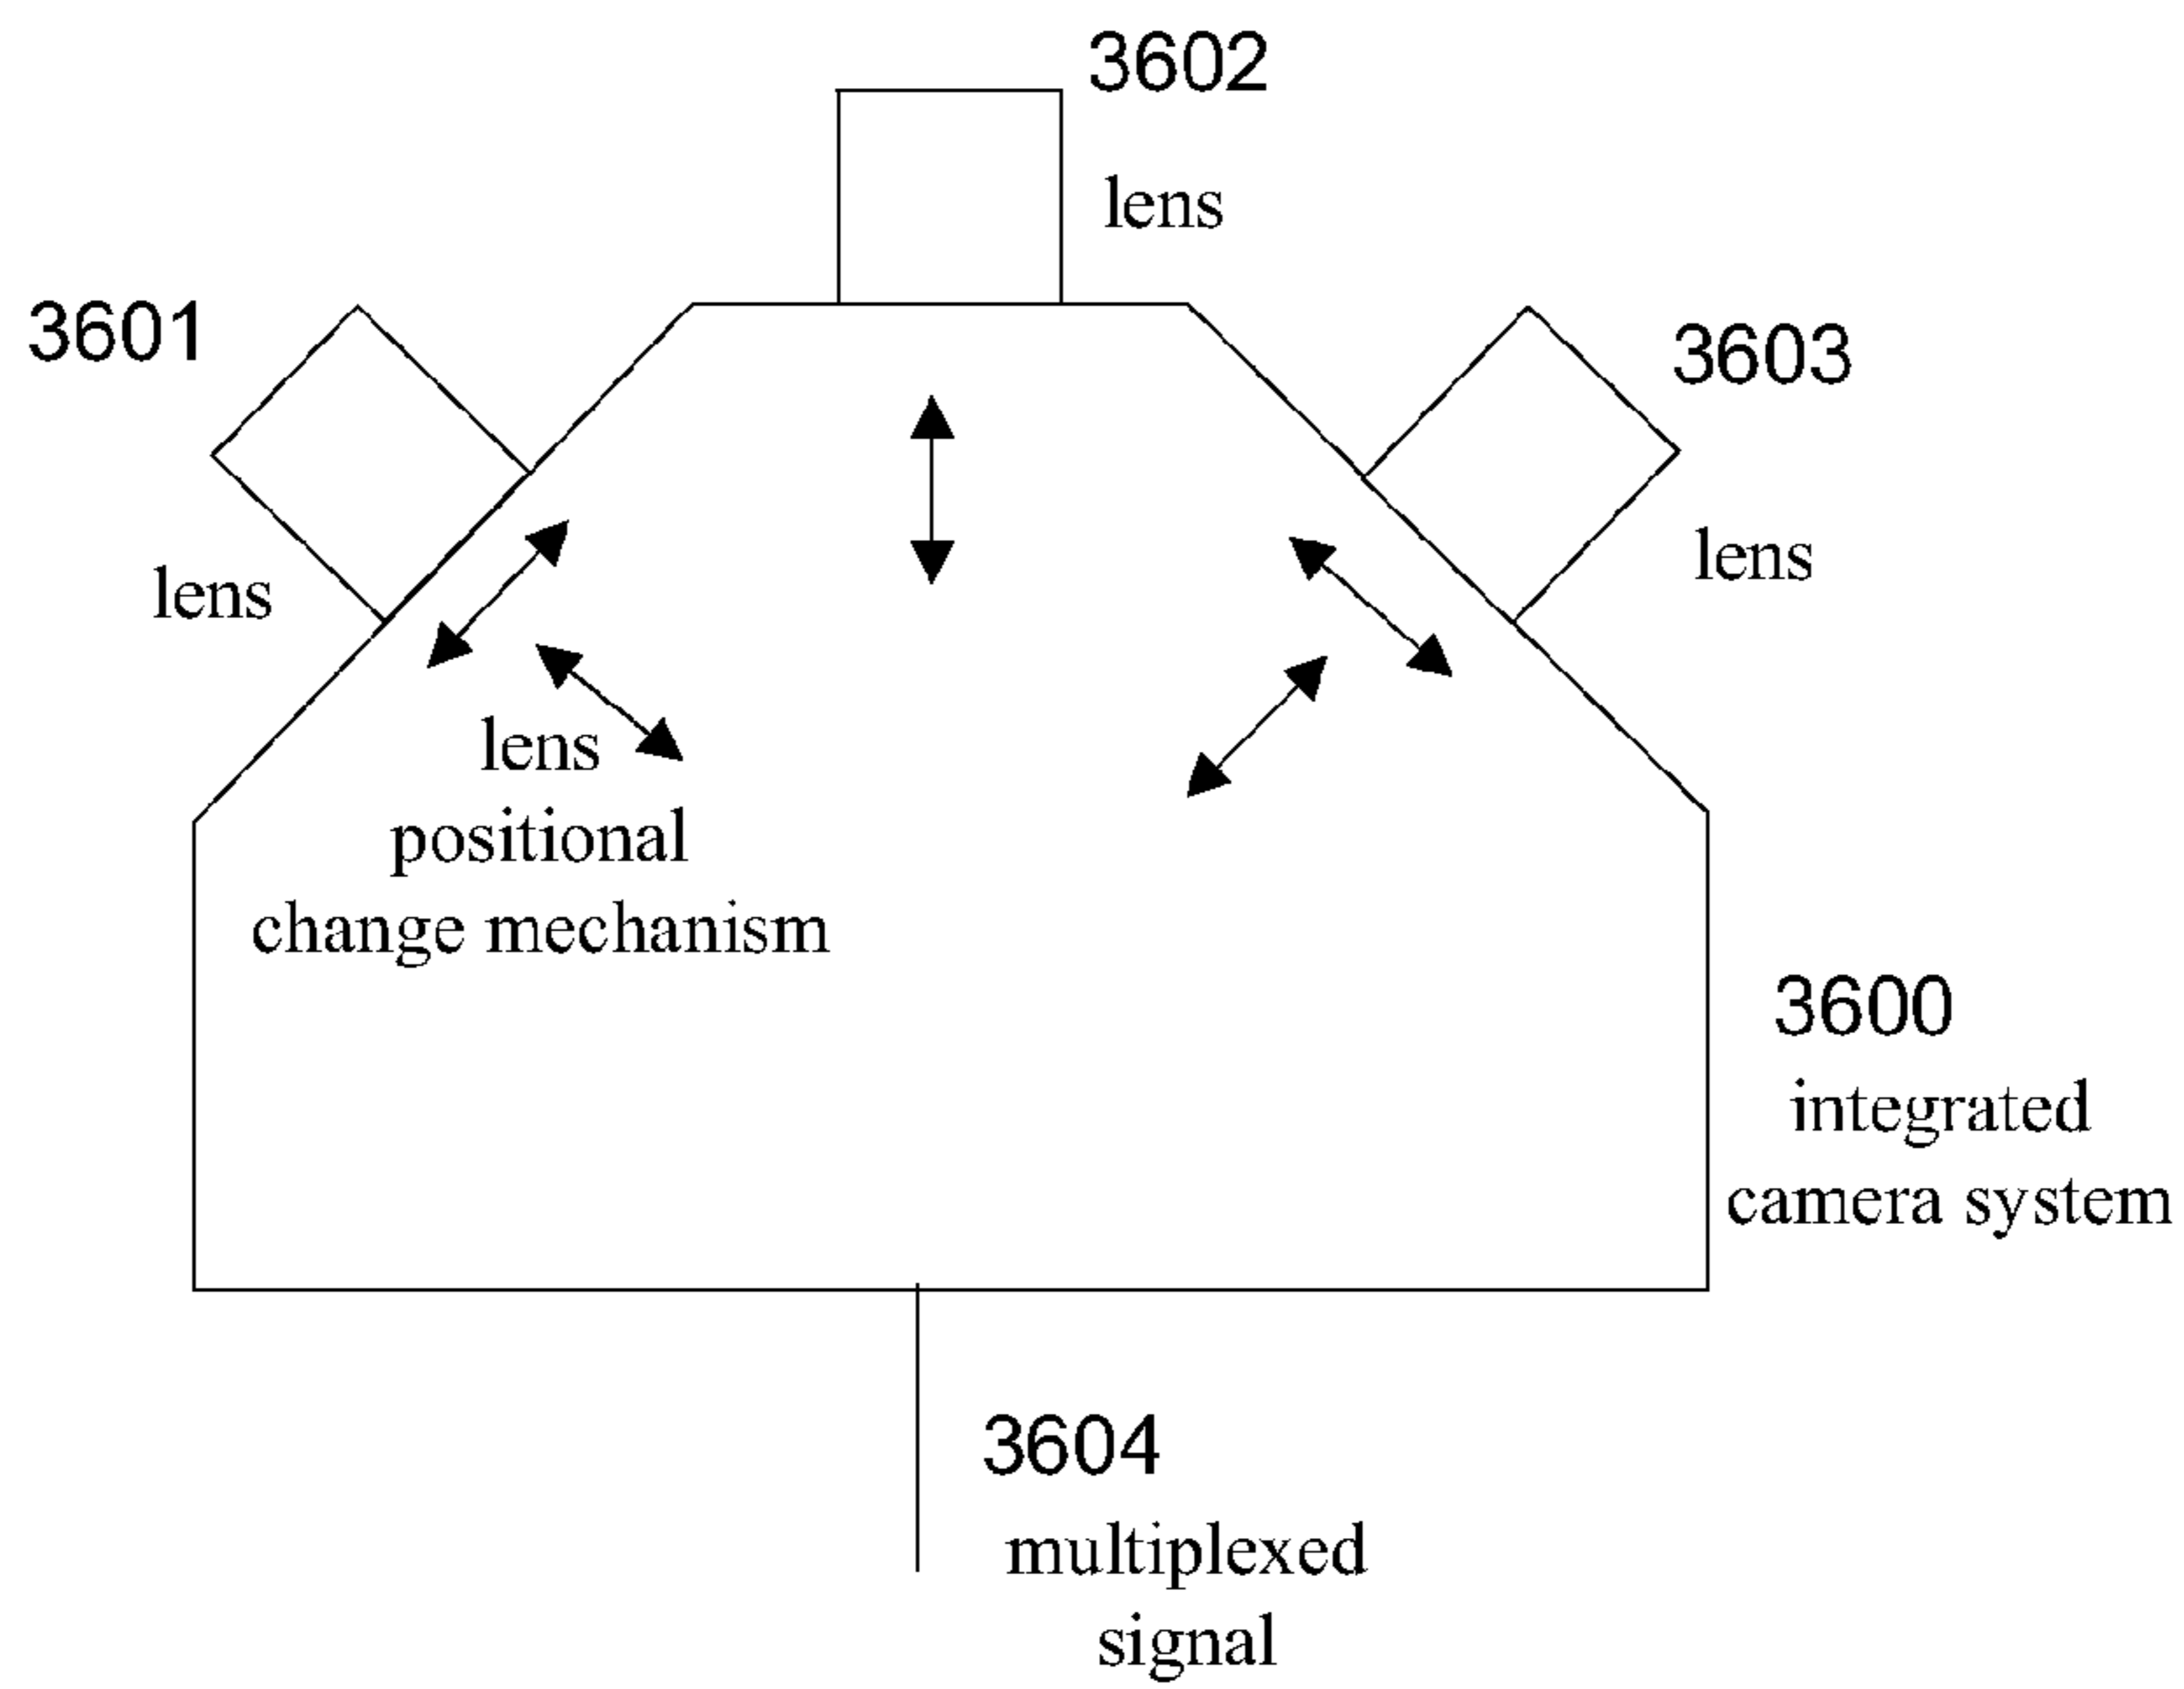 3602
lens
3601
lens
3603
lens
lens
positional
change mechanism
3600
integrated
camera system
3604
multiplexed
signal